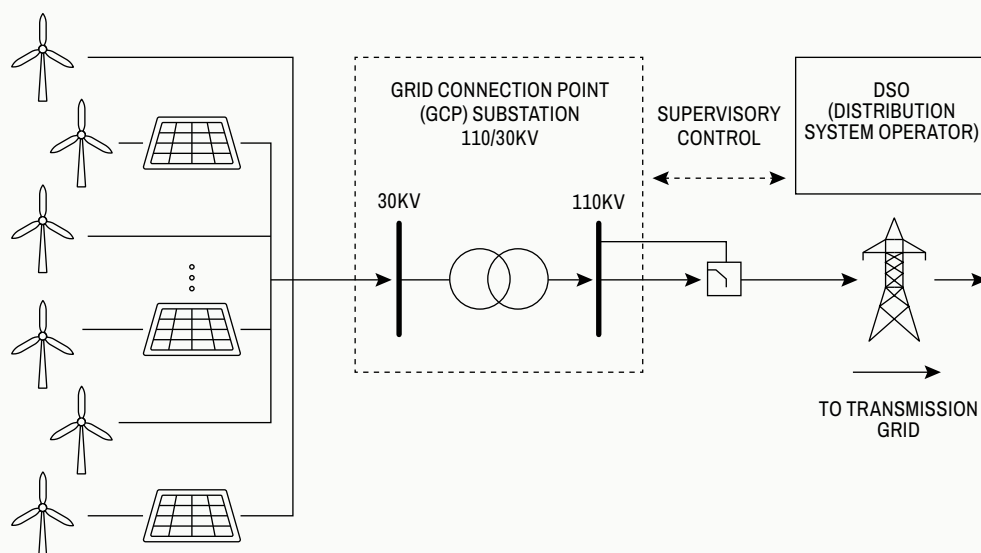 GRID CONNECTION POINT
(GCP) SUBSTATION
110/30KV
SUPERVISORY
CONTROL
DSO
(DISTRIBUTION
SYSTEM OPERATOR)
30KV
110KV
TO TRANSMISSION
GRID